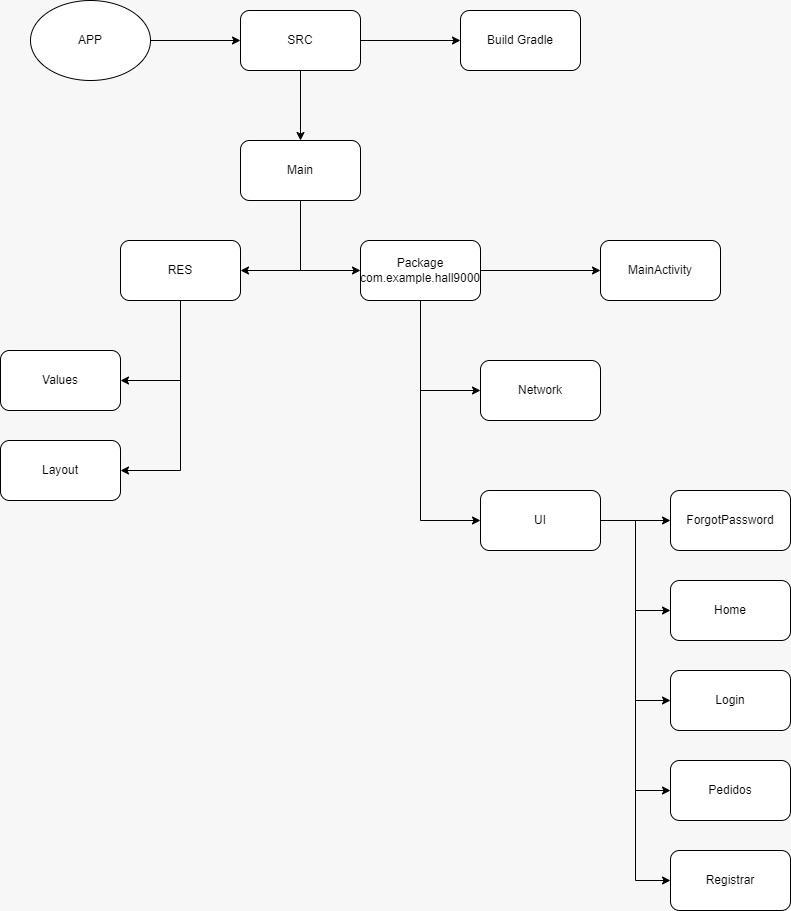 APP
SRC
Build Gradle
Main
RES
Package
com.example.hall9000
MainActivity
Values
Network
Layout
UI
ForgotPassword
Home
Login
Pedidos
Registrar